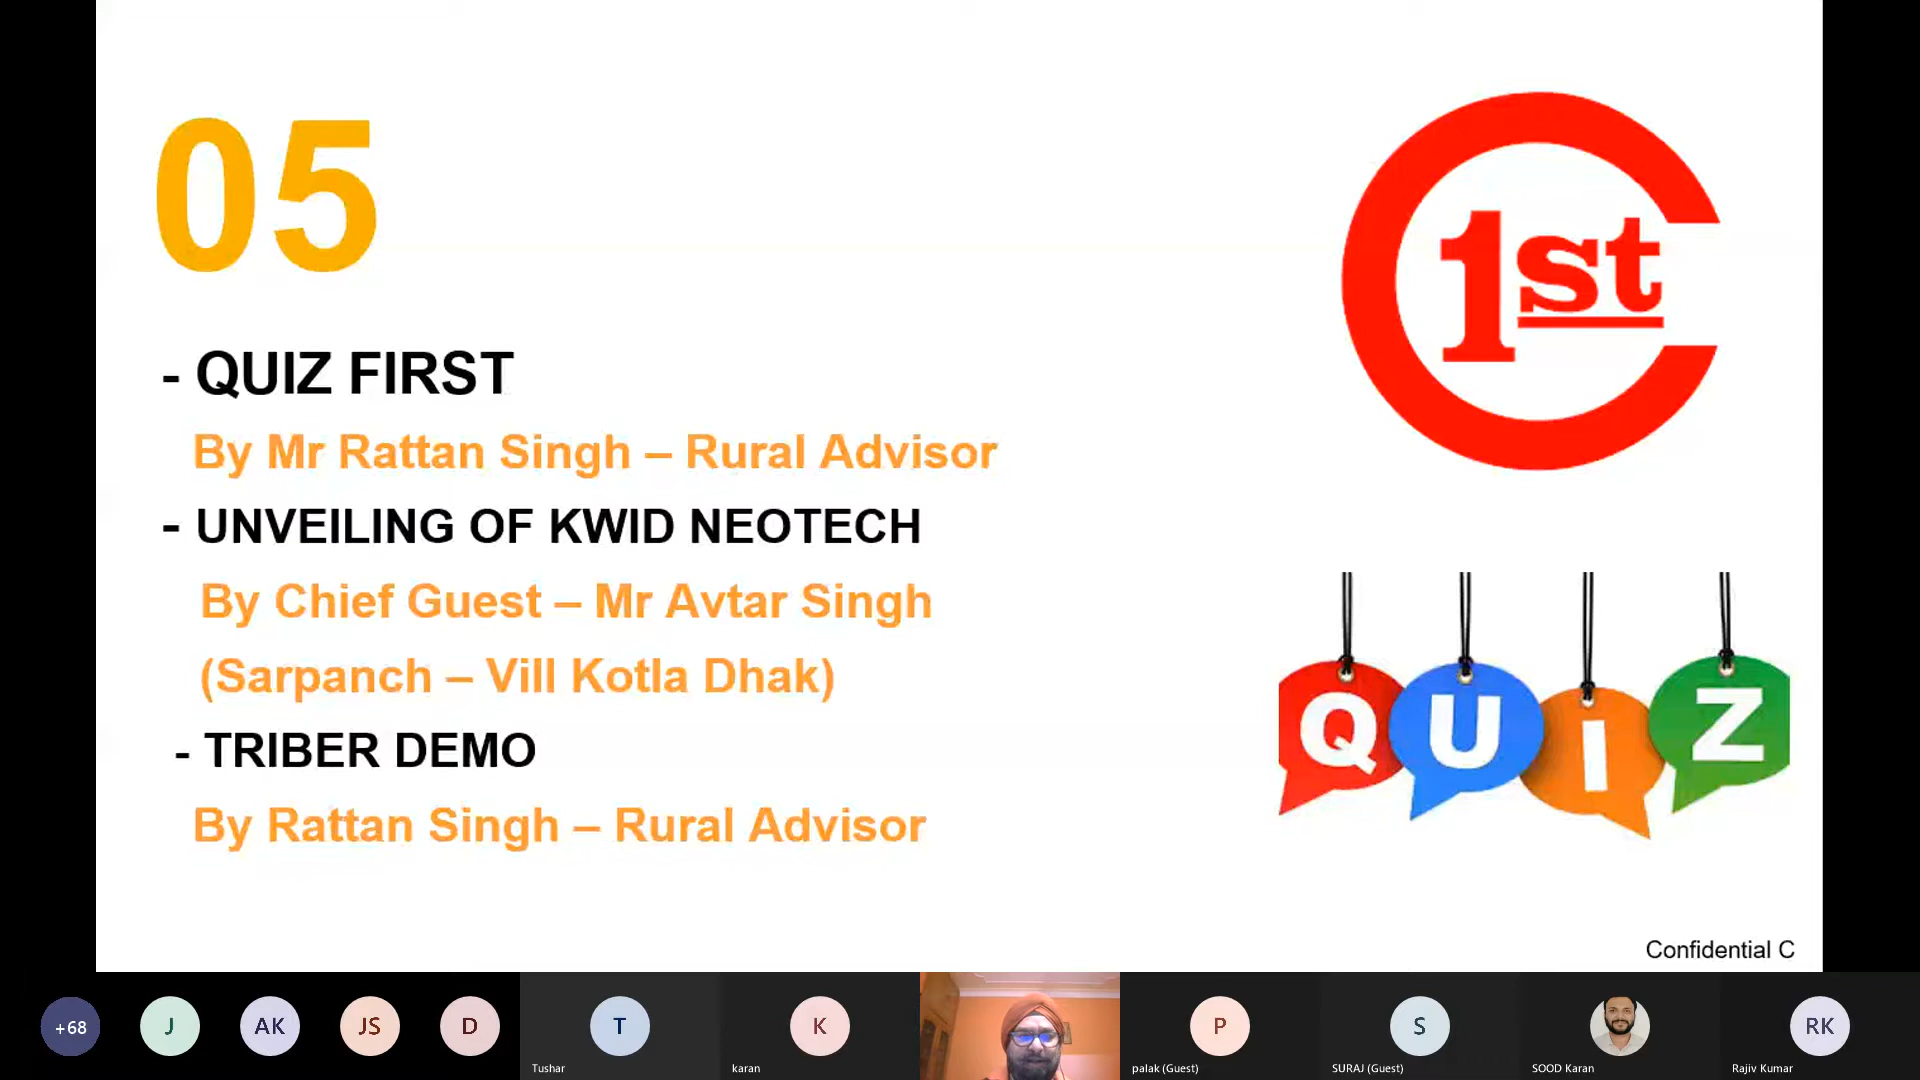 05
1st
- QUIZ FIRST
By Mr Rattan Singh – Rural Advisor
- UNVEILING OF KWID NEOTECH
By Chief Guest – Mr Avtar Singh
(Sarpanch – Vill Kotla Dhak)
- TRIBER DEMO
By Rattan Singh – Rural Advisor
QUIZ
Confidential C
+68
J
AK
JS
D
T
K
P
S
RK
Tushar
karan
palak (Guest)
SURAJ (Guest)
SOOD Karan
Rajiv Kumar